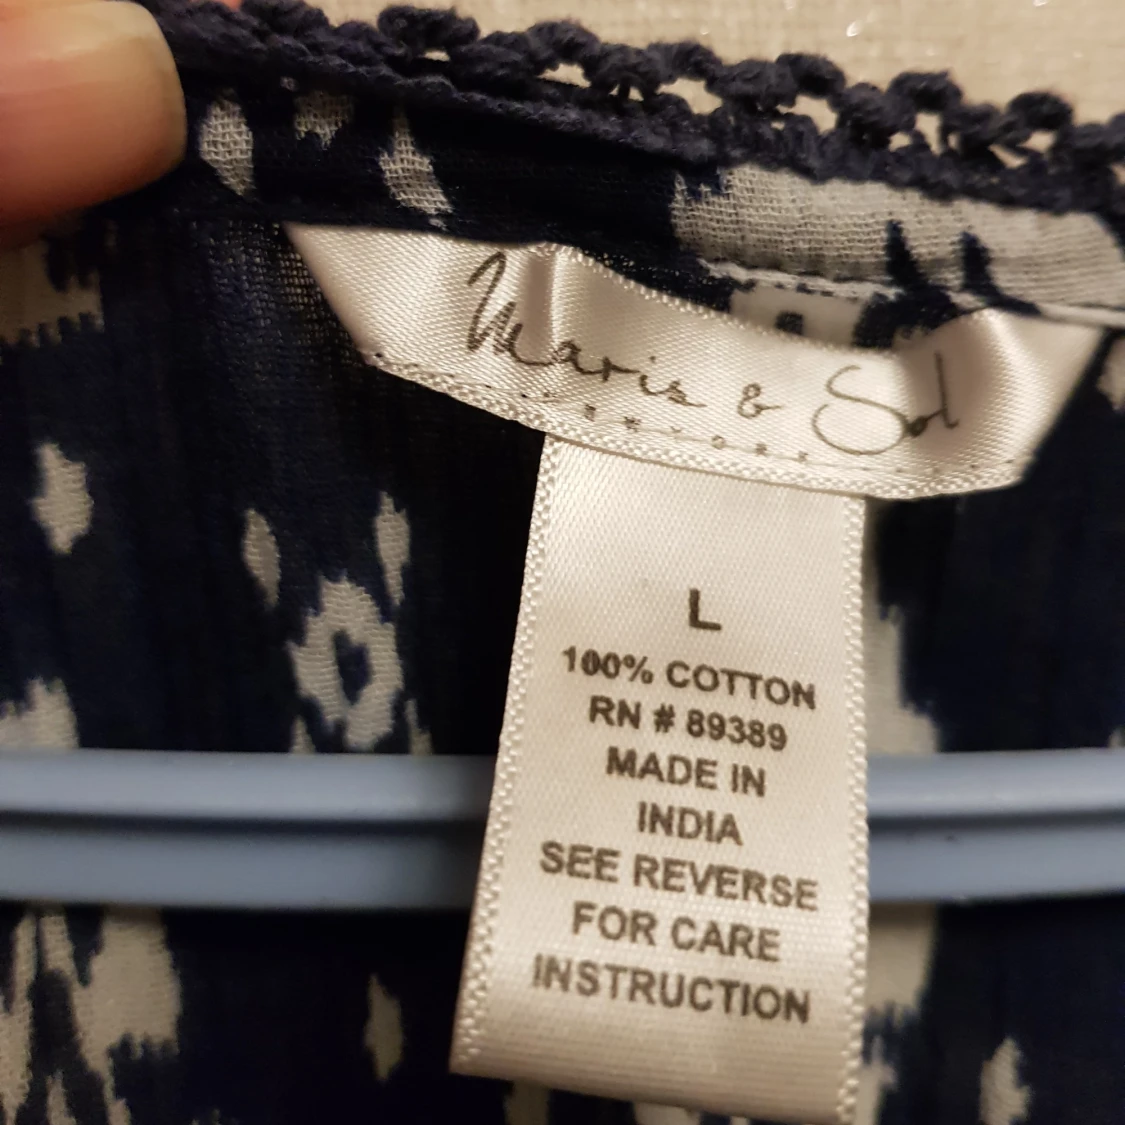 Maris & Sol
L
100% COTTON
RN # 89389
MADE IN
INDIA
SEE REVERSE
FOR CARE
INSTRUCTION